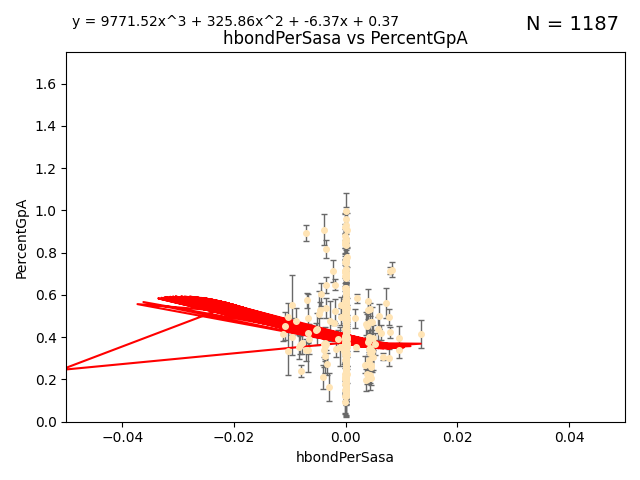 y = 9771.52x^3 + 325.86x^2 + -6.37x + 0.37
N = 1187
hbondPerSasa vs PercentGpA
1.6
1.4
1.2
1.0
0.8
0.6
0.4
0.2
0.0
PercentGpA
−0.04
−0.02
0.00
0.02
0.04
hbondPerSasa